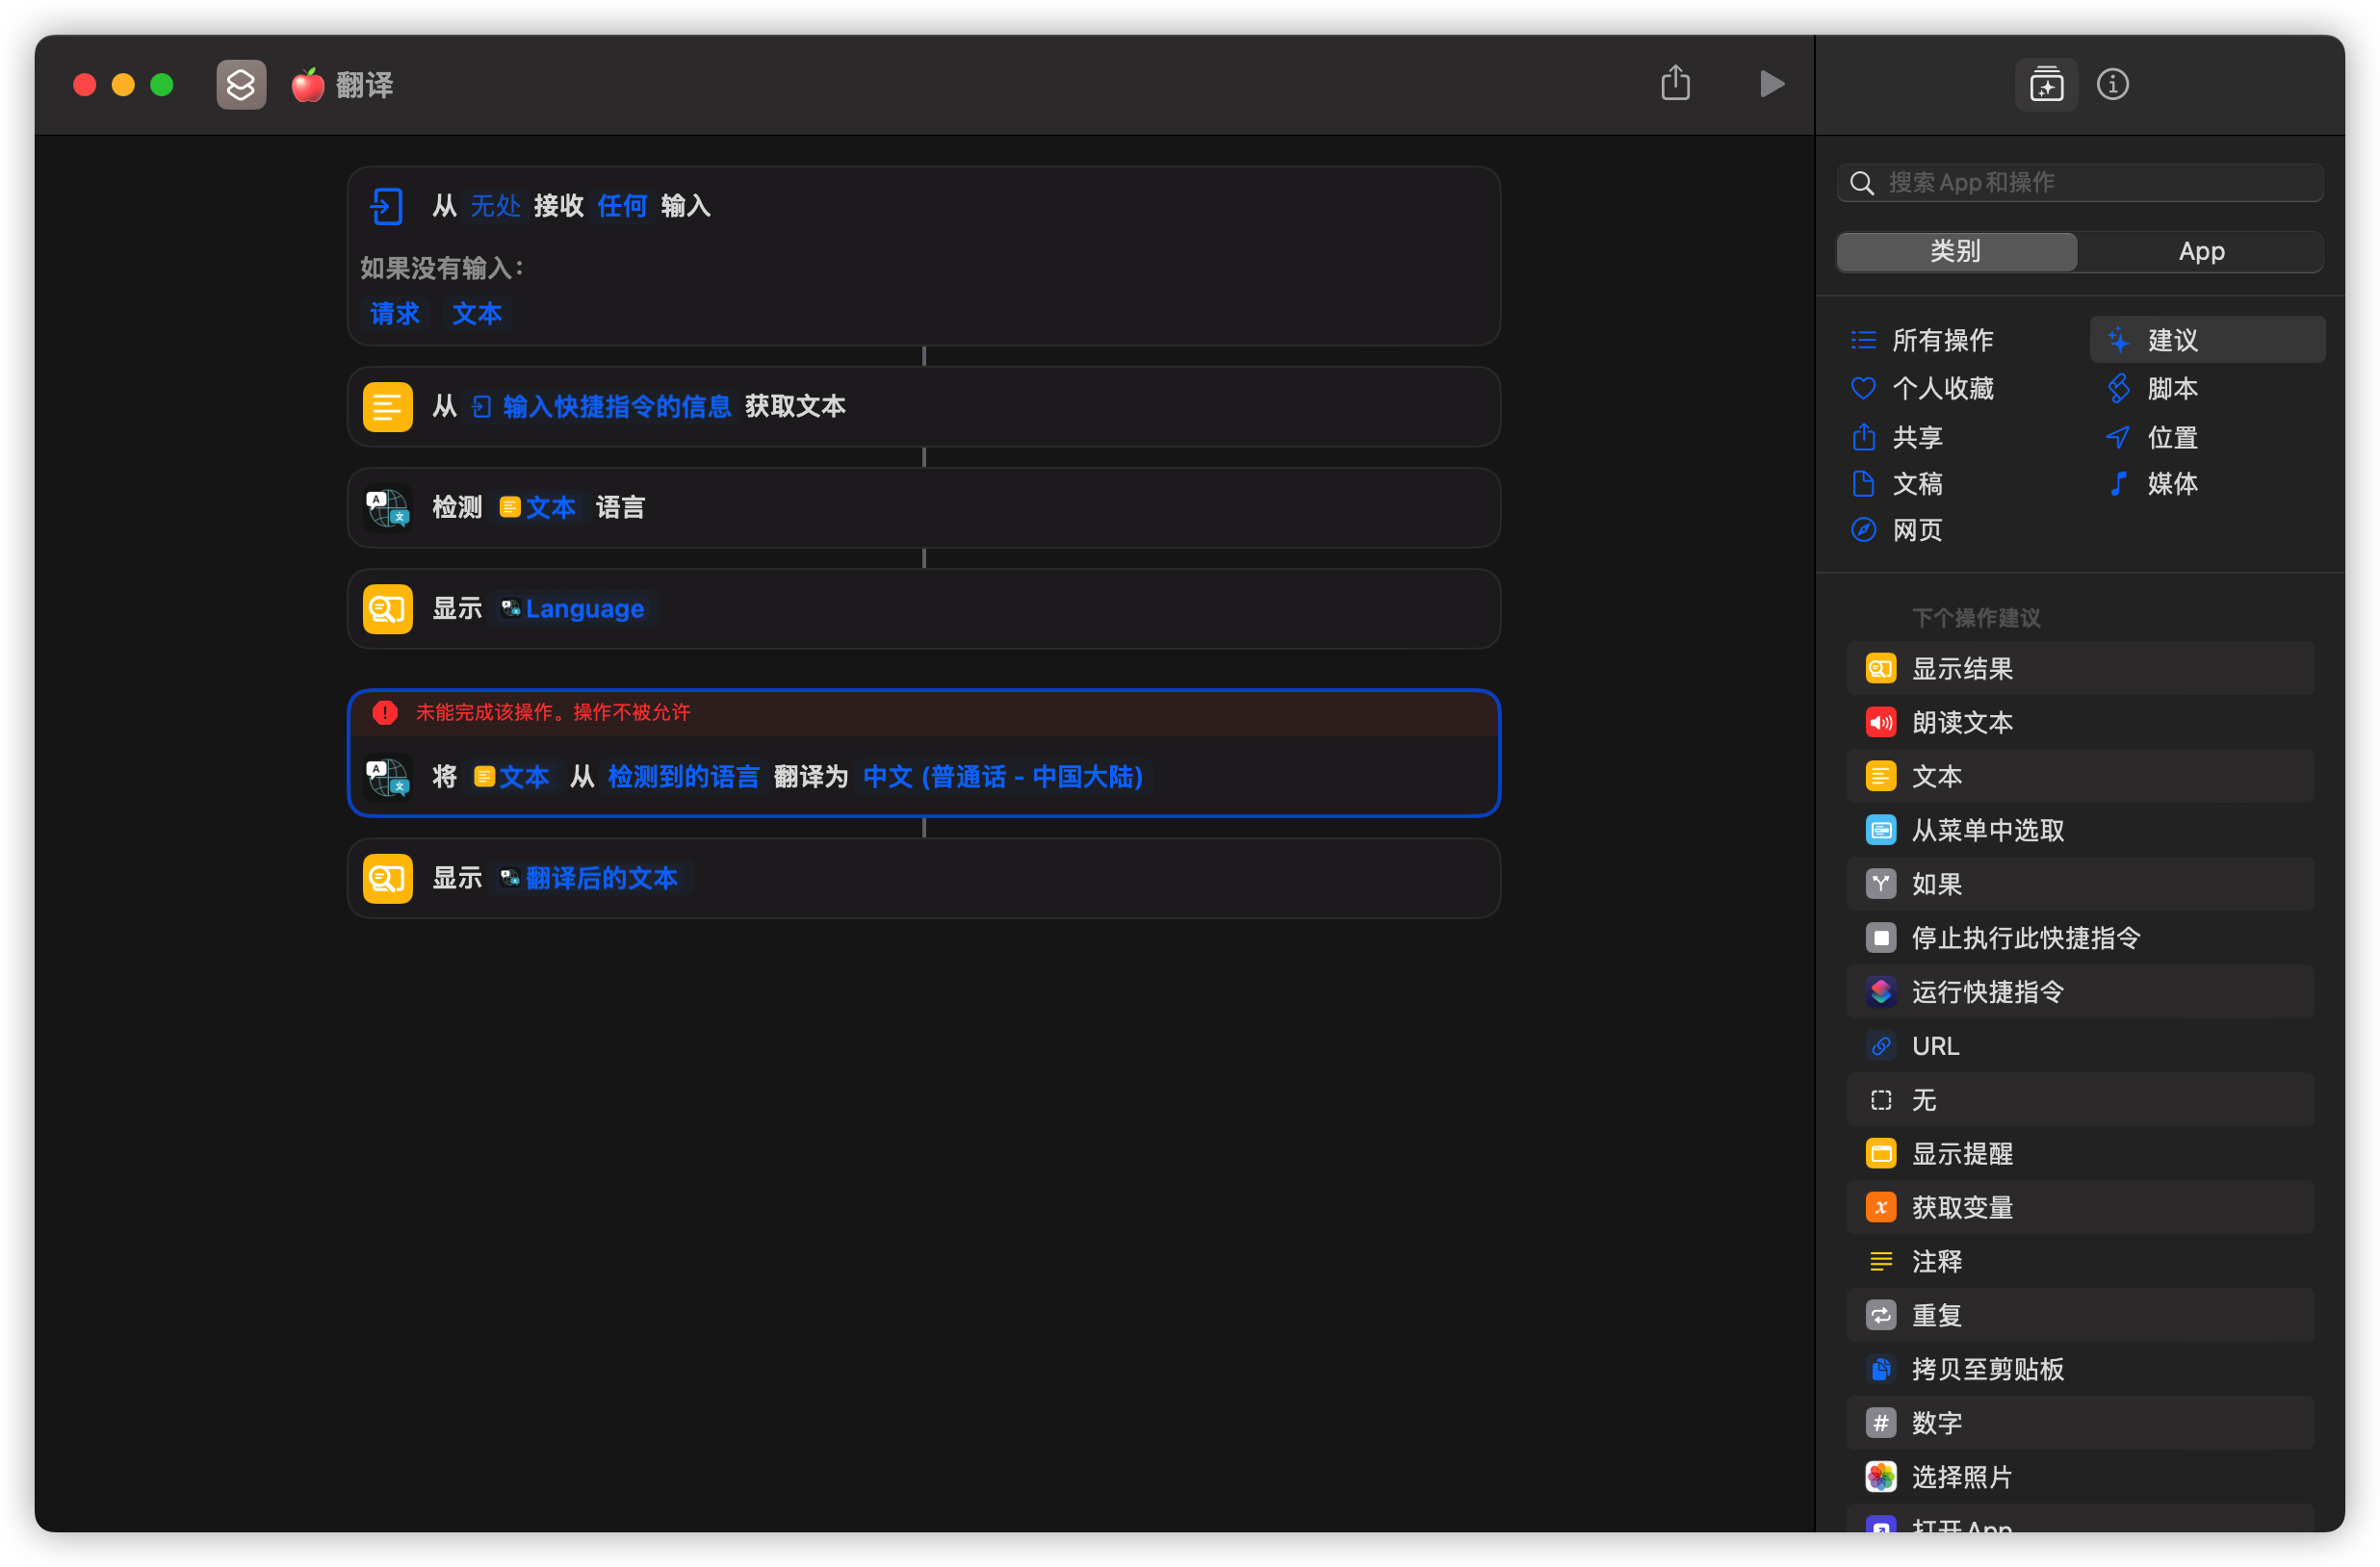 🍎 翻译
从 无处 接收 任何 输入
如果没有输入：
请求 文本
从 输入快捷指令的信息 获取文本
检测 文本 语言
显示 Language
未能完成该操作。操作不被允许
将 文本 从 检测到的语言 翻译为 中文 (普通话 – 中国大陆)
显示 翻译后的文本
搜索 App 和操作
类别 App
所有操作 建议
个人收藏 脚本
共享 位置
文稿 媒体
网页
下个操作建议
显示结果
朗读文本
文本
从菜单中选取
如果
停止执行此快捷指令
运行快捷指令
URL
无
显示提醒
获取变量
注释
重复
拷贝至剪贴板
数字
选择照片
打开 App